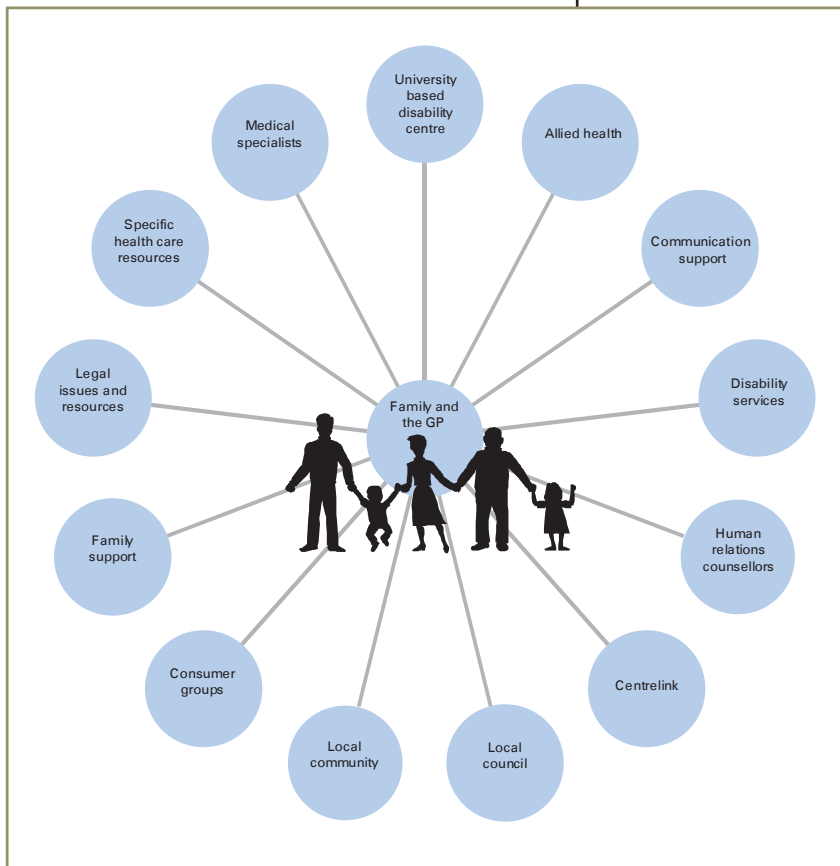 University
based
disability
centre
Allied health
Communication
support
Disability
services
Human
relations
counsellors
Centrelink
Local
council
Local
community
Consumer
groups
Family
support
Legal
issues and
resources
Specific
health care
resources
Medical
specialists
Family and
the GP